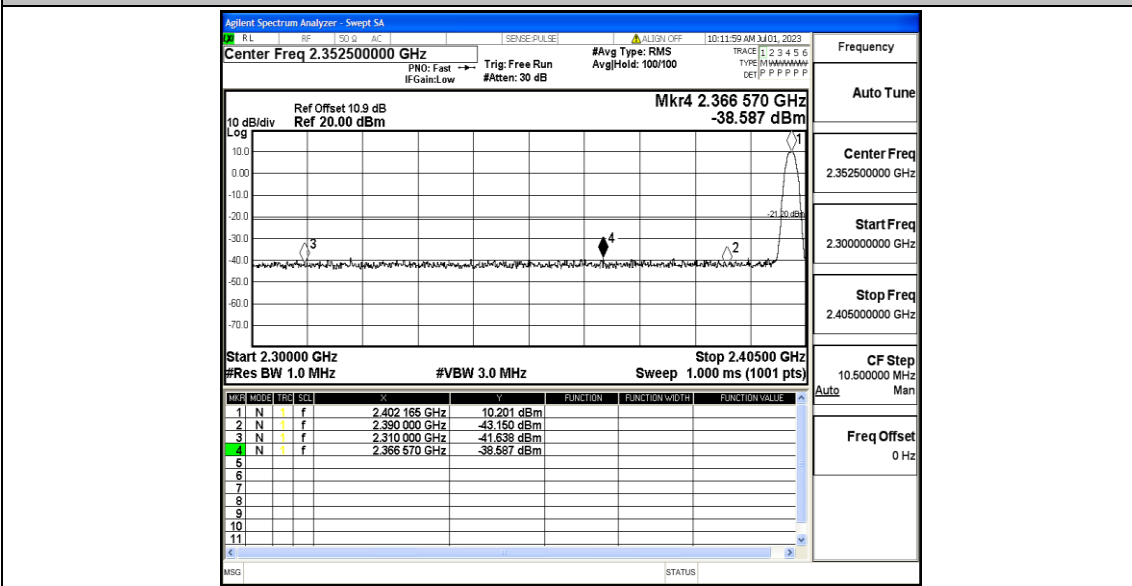 Agilent Spectrum Analyzer - Swept SA
RL RF 50 Ω AC SENSE:PULSE ALIGN OFF 10:11:59 AM Jul 01, 2023
Center Freq 2.352500000 GHz
PNO: Fast
IFGain:Low
Trig: Free Run
#Atten: 30 dB
#Avg Type: RMS
Avg|Hold: 100/100
TRACE 1 2 3 4 5 6
TYPE M WWWWW
DET P P P P P P
Frequency
Auto Tune
Center Freq
2.352500000 GHz
Start Freq
2.300000000 GHz
Stop Freq
2.405000000 GHz
CF Step
10.500000 MHz
Auto Man
Freq Offset
0 Hz
Mkr4 2.366 570 GHz
-38.587 dBm
Ref Offset 10.9 dB
10 dB/div Ref 20.00 dBm
Log
10.0
0.00
-10.0
-20.0
-30.0
-40.0
-50.0
-60.0
-70.0
1
-21.20 dBm
3
4
2
Start 2.30000 GHz Stop 2.40500 GHz
#Res BW 1.0 MHz #VBW 3.0 MHz Sweep 1.000 ms (1001 pts)
MKR MODE TRC SCL X Y FUNCTION FUNCTION WIDTH FUNCTION VALUE
1 N 1 f 2.402 165 GHz 10.201 dBm
2 N 1 f 2.390 000 GHz -43.150 dBm
3 N 1 f 2.310 000 GHz -41.638 dBm
4 N 1 f 2.366 570 GHz -38.587 dBm
5
6
7
8
9
10
11
MSG STATUS